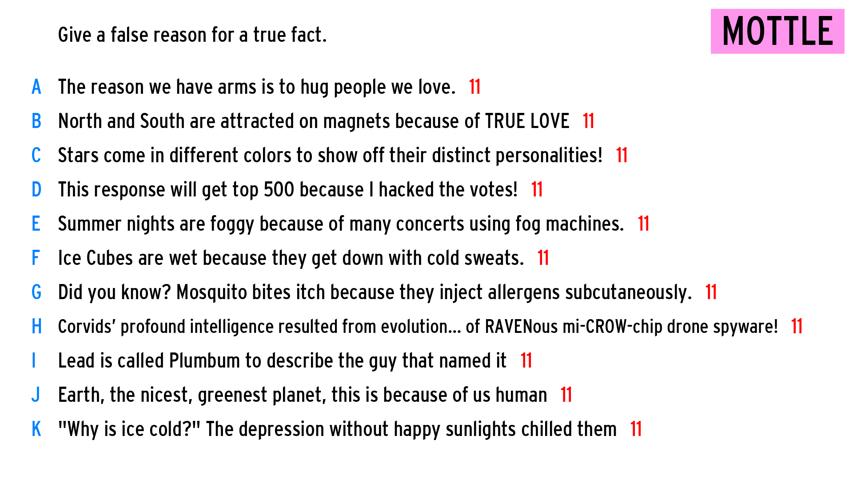 Give a false reason for a true fact.
MOTTLE
A The reason we have arms is to hug people we love. 11
B North and South are attracted on magnets because of TRUE LOVE 11
C Stars come in different colors to show off their distinct personalities! 11
D This response will get top 500 because I hacked the votes! 11
E Summer nights are foggy because of many concerts using fog machines. 11
F Ice Cubes are wet because they get down with cold sweats. 11
G Did you know? Mosquito bites itch because they inject allergens subcutaneously. 11
H Corvids’ profound intelligence resulted from evolution... of RAVENous mi-CROW-chip drone spyware! 11
I Lead is called Plumbum to describe the guy that named it 11
J Earth, the nicest, greenest planet, this is because of us human 11
K "Why is ice cold?" The depression without happy sunlights chilled them 11